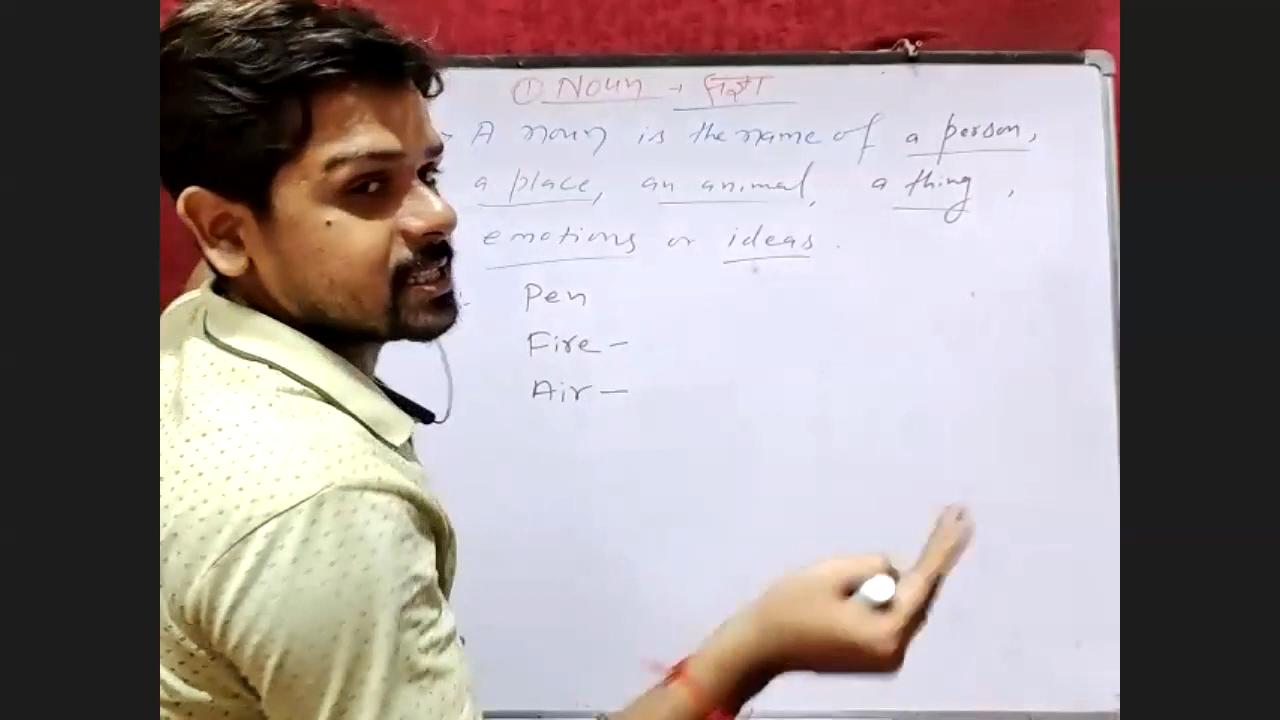 ① Noun → संज्ञा
→ A noun is the name of a person,
a place, an animal, a thing,
emotions or ideas.
:- Pen
Fire -
Air -